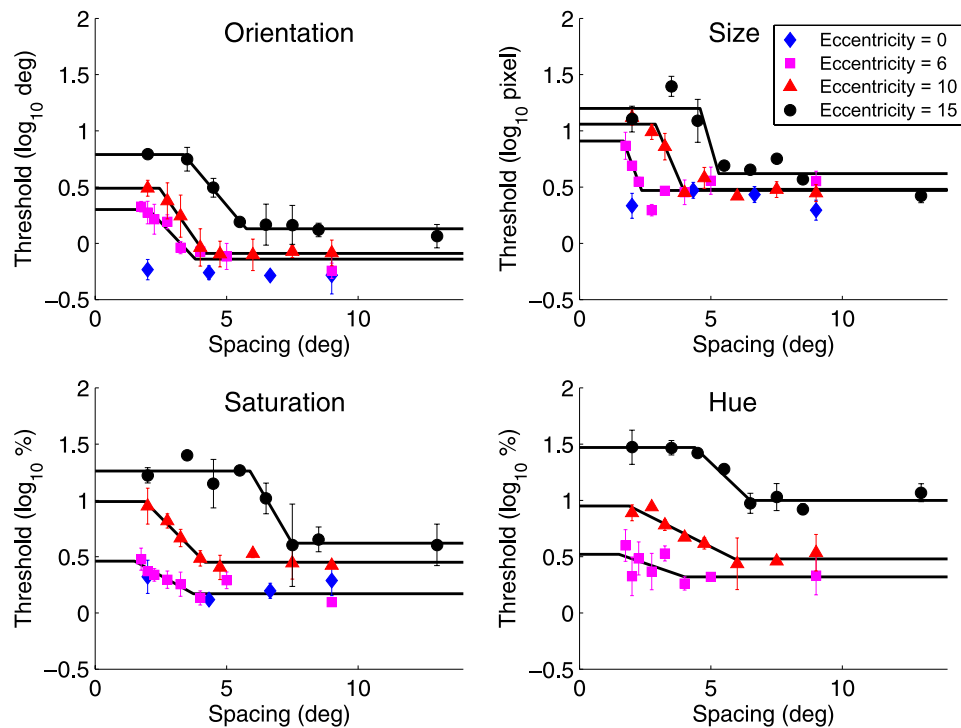 Orientation
2
1.5
1
0.5
0
−0.5
Threshold (log10 deg)
0 5 10
Spacing (deg)
Size
2
1.5
1
0.5
0
−0.5
Threshold (log10 pixel)
0 5 10
Spacing (deg)
Eccentricity = 0
Eccentricity = 6
Eccentricity = 10
Eccentricity = 15
Saturation
2
1.5
1
0.5
0
−0.5
Threshold (log10 %)
0 5 10
Spacing (deg)
Hue
2
1.5
1
0.5
0
−0.5
Threshold (log10 %)
0 5 10
Spacing (deg)